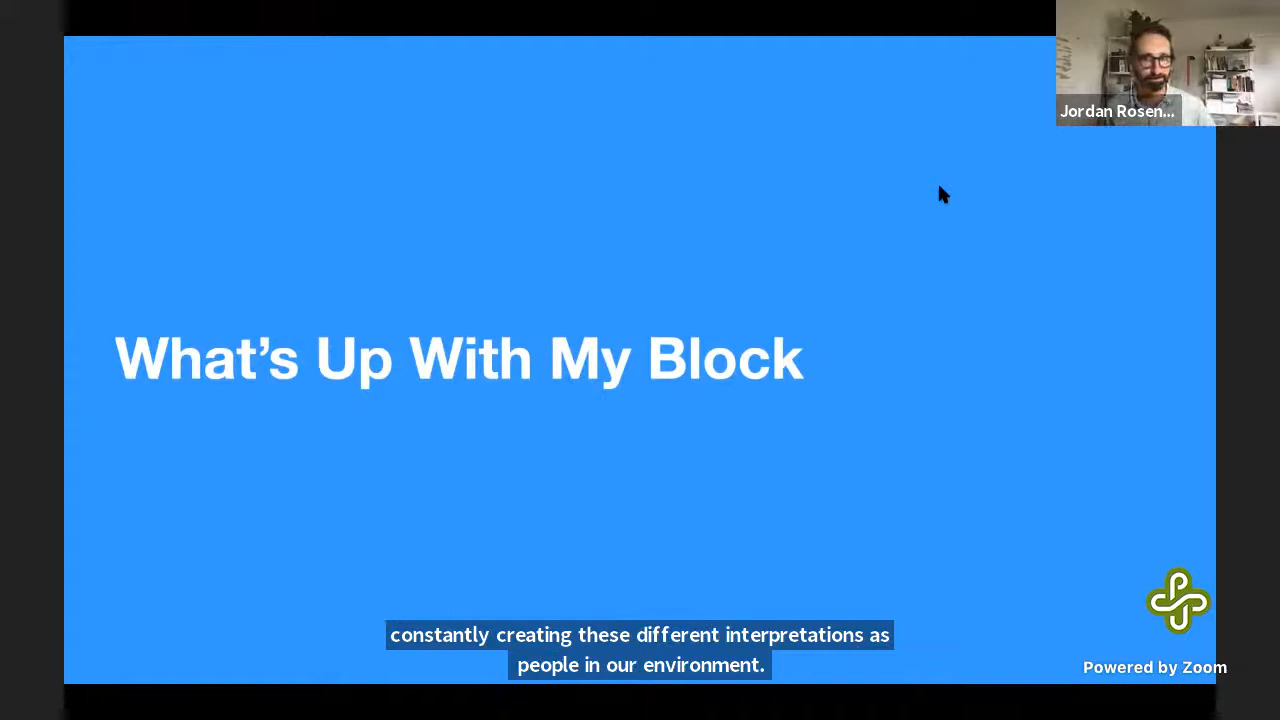 Jordan Rosen...
What's Up With My Block
constantly creating these different interpretations as
people in our environment.
Powered by Zoom